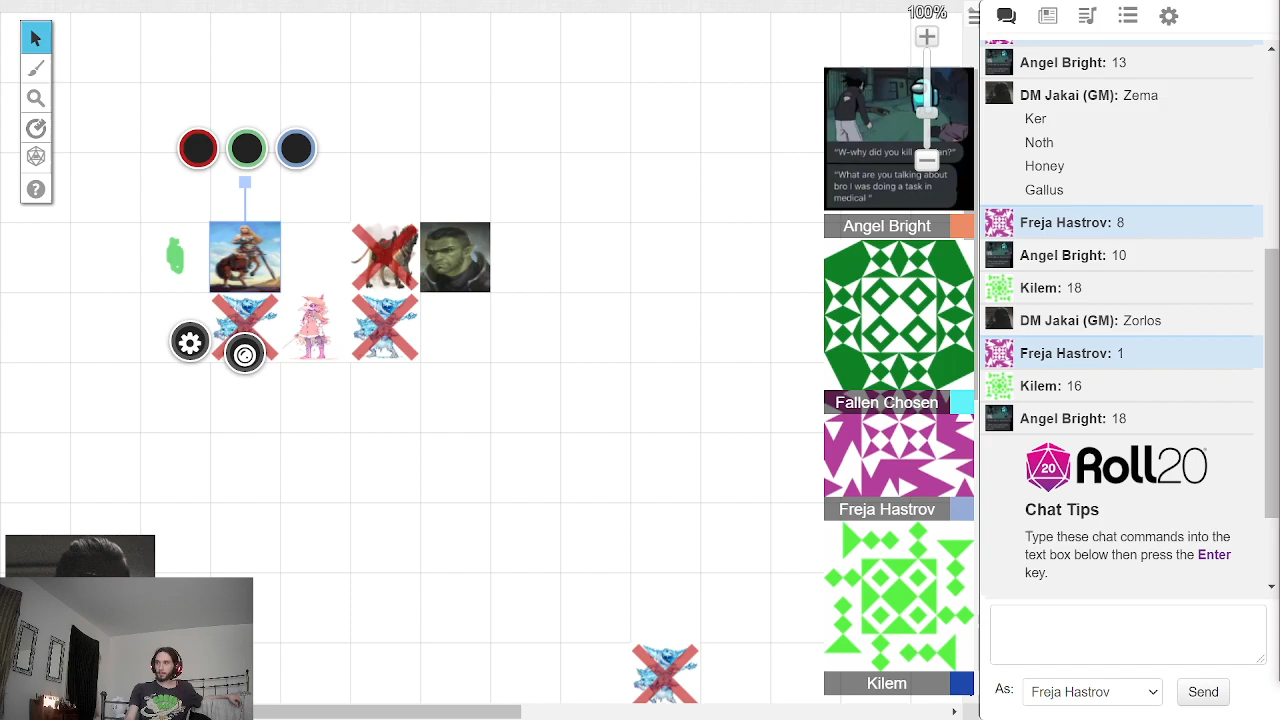 100%
"W-why did you kill
"What are you talking about
bro I was doing a task in
medical "
Angel Bright
Fallen Chosen
Freja Hastrov
Kilem
Angel Bright: 13
DM Jakai (GM): Zema
Ker
Noth
Honey
Gallus
Freja Hastrov: 8
Angel Bright: 10
Kilem: 18
DM Jakai (GM): Zorlos
Freja Hastrov: 1
Kilem: 16
Angel Bright: 18
20
Roll20
Chat Tips
Type these chat commands into the
text box below then press the Enter
key.
As:
Freja Hastrov
Send